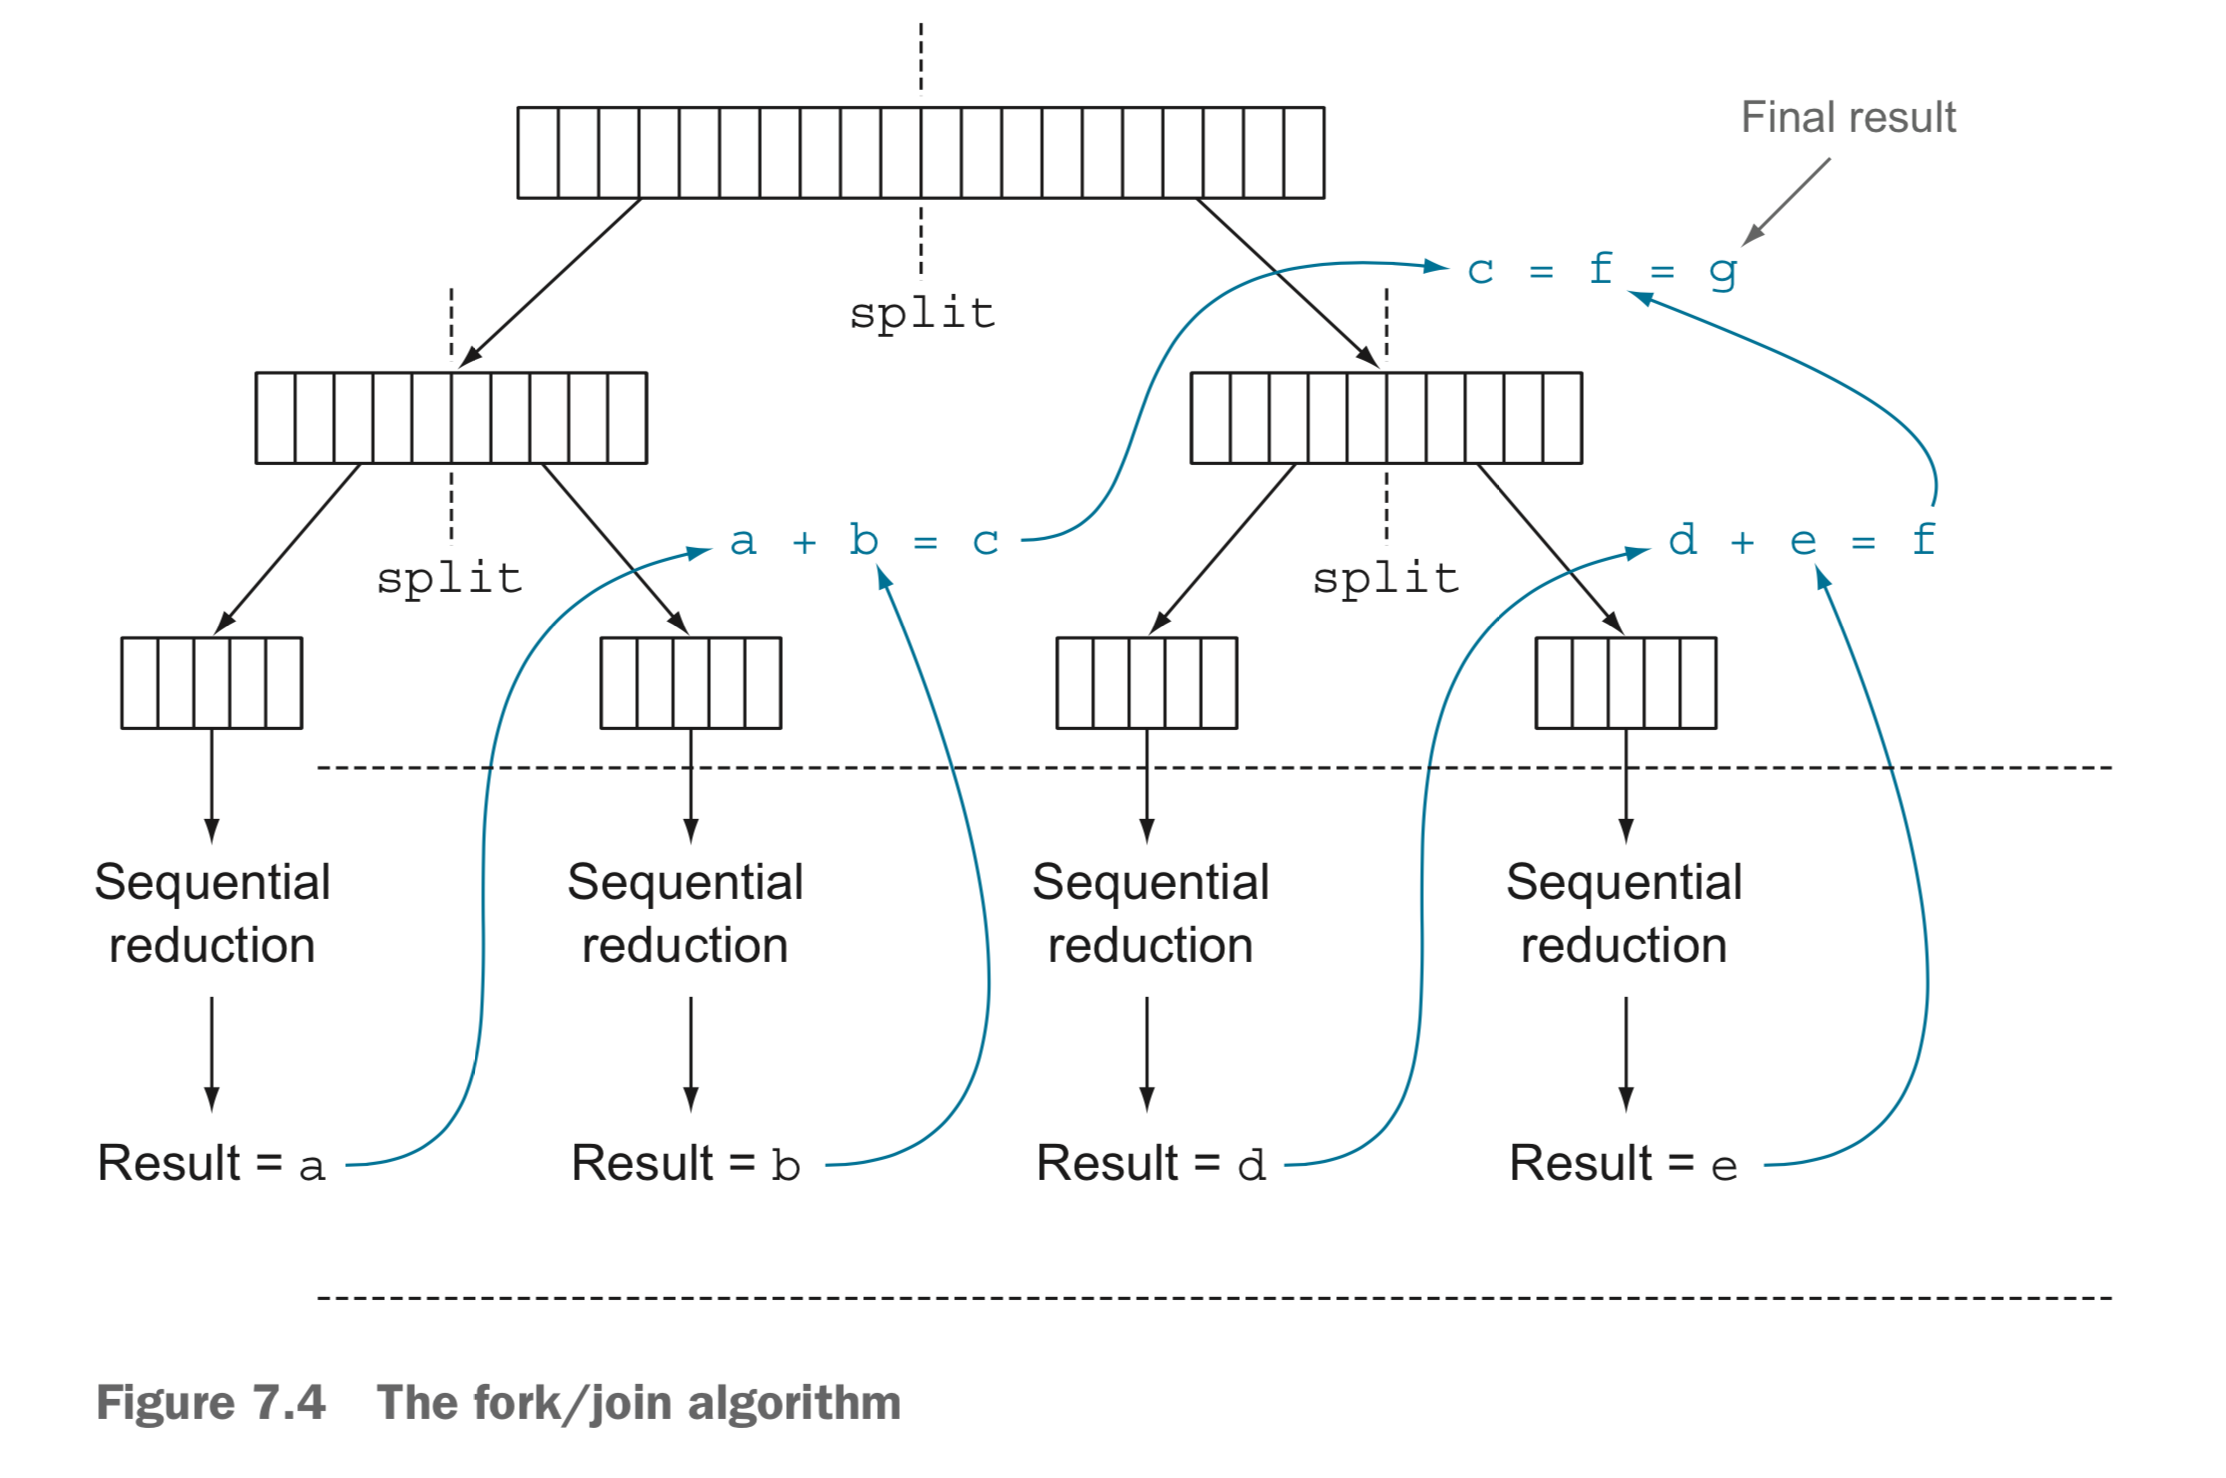 Final result
c = f = g
split
a + b = c
d + e = f
split
split
Sequential
reduction
Sequential
reduction
Sequential
reduction
Sequential
reduction
Result = a
Result = b
Result = d
Result = e
Figure 7.4 The fork/join algorithm